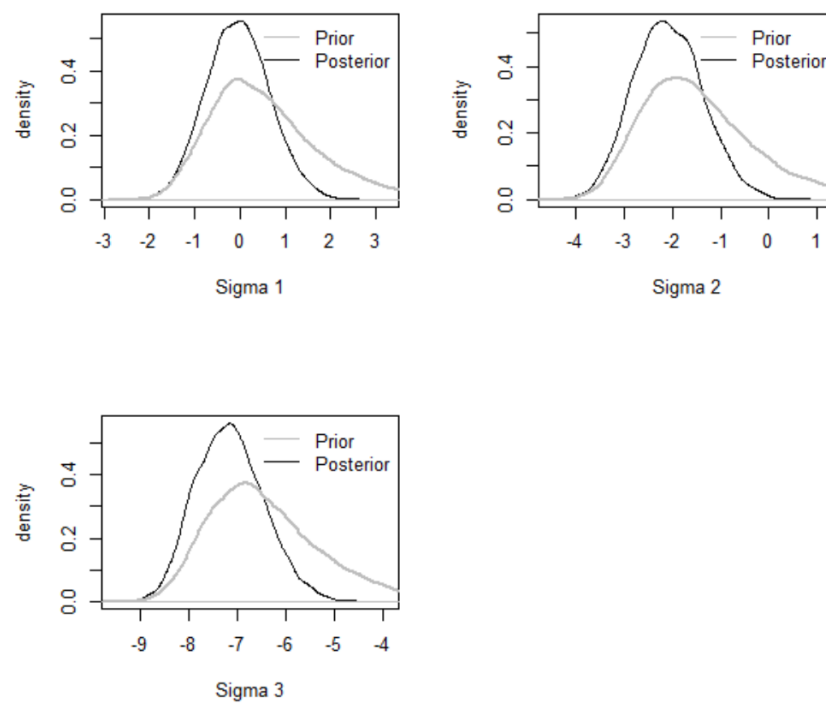 Prior
Posterior
density
0.0 0.2 0.4
-3 -2 -1 0 1 2 3
Sigma 1
Prior
Posterior
density
0.0 0.2 0.4
-4 -3 -2 -1 0 1
Sigma 2
Prior
Posterior
density
0.0 0.2 0.4
-9 -8 -7 -6 -5 -4
Sigma 3